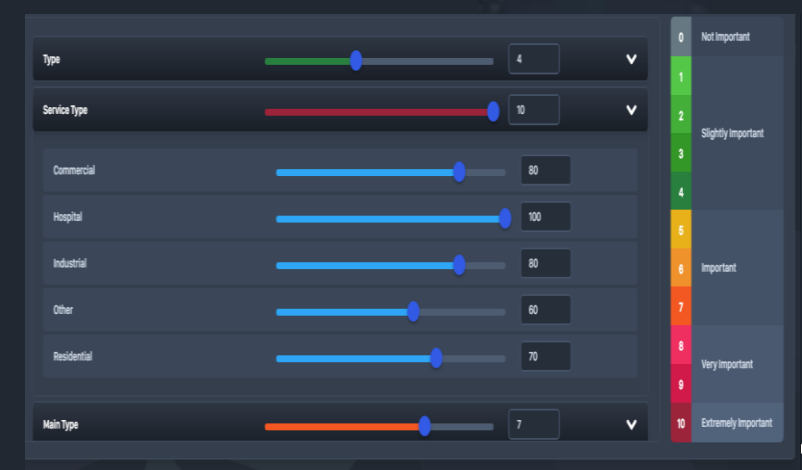 Type 4
Service Type 10
Commercial 80
Hospital 100
Industrial 80
Other 60
Residential 70
Main Type 7
0 Not Important
1
2
Slightly Important
3
4
5
6 Important
7
8
Very Important
9
10 Extremely Important